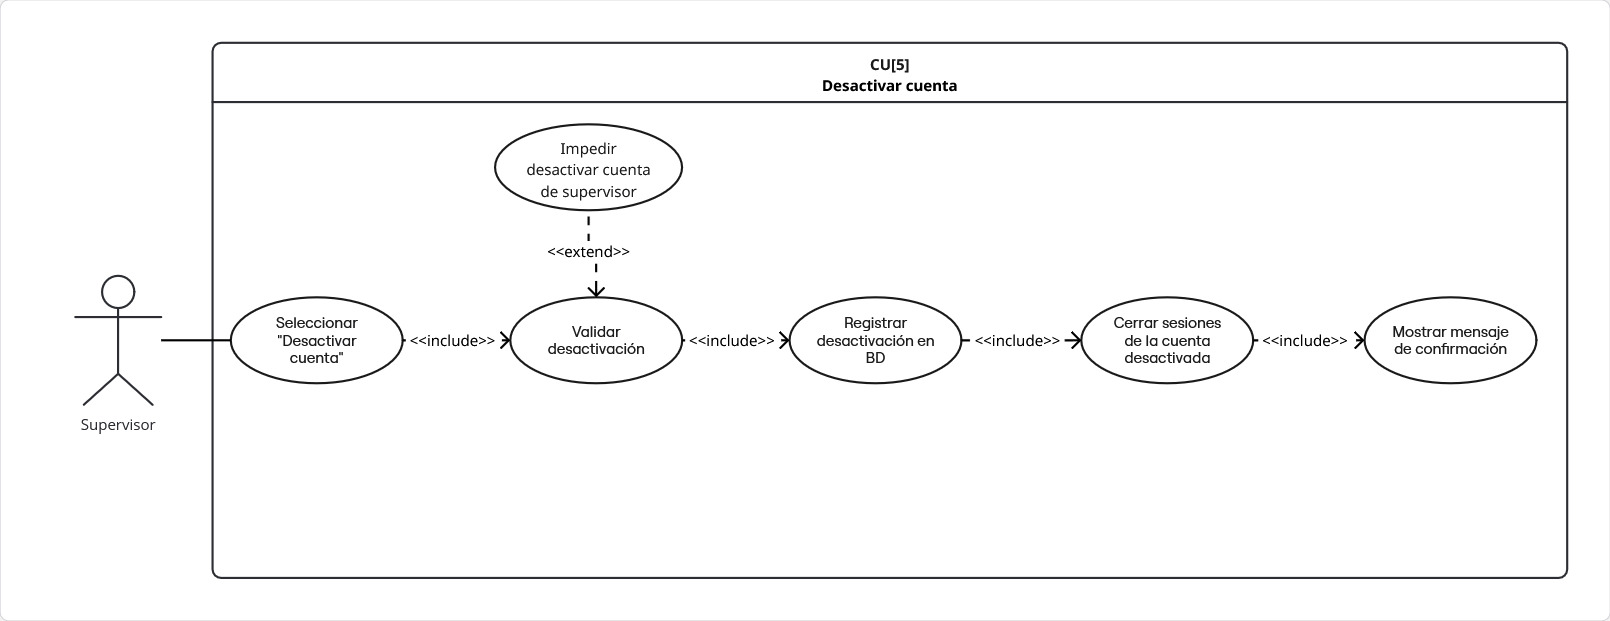 CU[5]
Desactivar cuenta
Impedir
desactivar cuenta
de supervisor
<<extend>>
Seleccionar
"Desactivar
cuenta"
<<include>>
Validar
desactivación
<<include>>
Registrar
desactivación en
BD
<<include>>
Cerrar sesiones
de la cuenta
desactivada
<<include>>
Mostrar mensaje
de confirmación
Supervisor